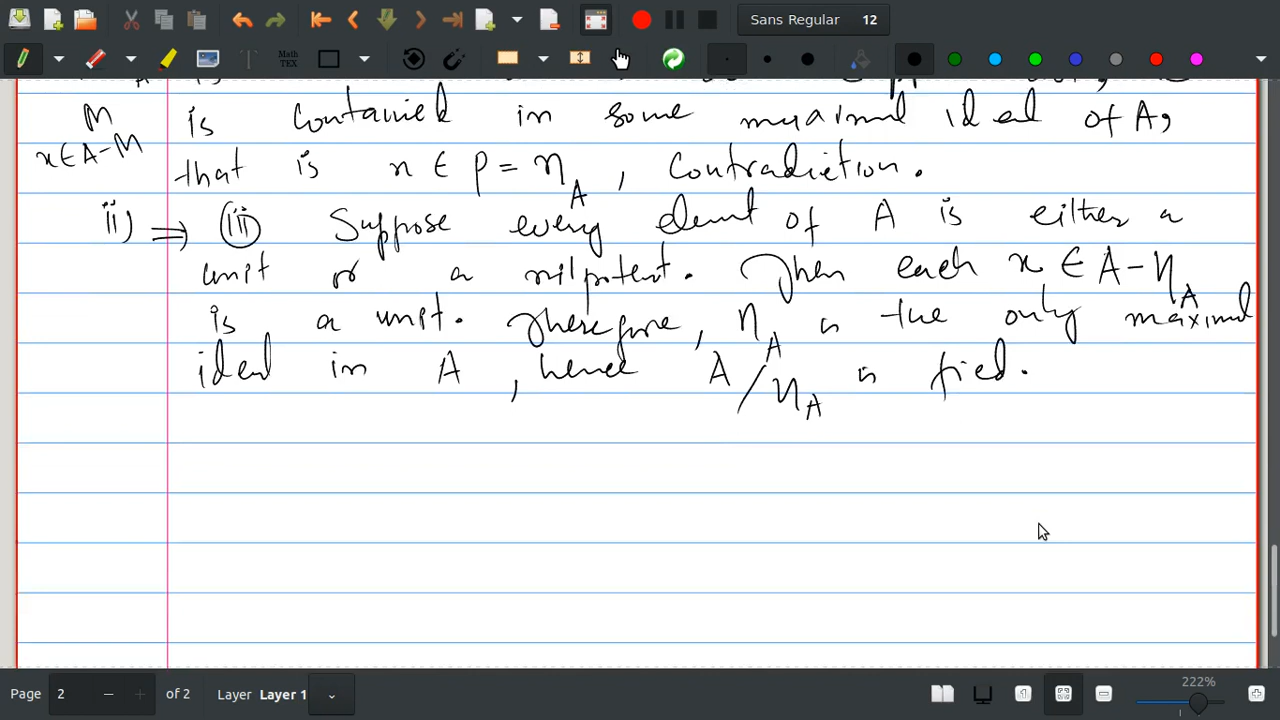 Sans Regular 12
Math
TEX
M is contained in some maximal ideal of A,
x ∈ A - M that is x ∈ p = η_A , Contradiction.
ii) ⇒ (iii) Suppose every element of A is either a
unit or a nilpotent. Then each x ∈ A - η_A
is a unit. Therefore, η_A is the only maximal
ideal in A, hence A/η_A is field.
Page 2 of 2 Layer Layer 1 222%